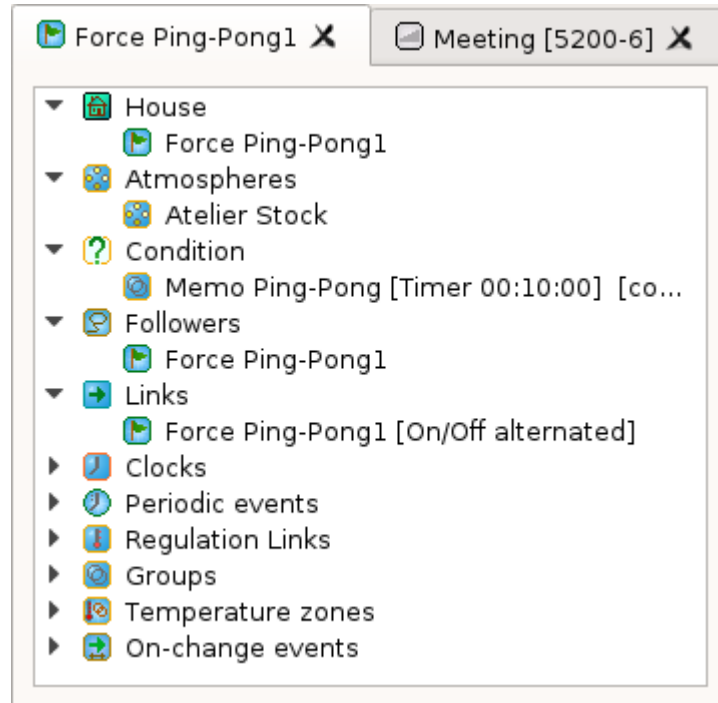 Force Ping-Pong1
Meeting [5200-6]
House
Force Ping-Pong1
Atmospheres
Atelier Stock
Condition
Memo Ping-Pong [Timer 00:10:00] [co...
Followers
Force Ping-Pong1
Links
Force Ping-Pong1 [On/Off alternated]
Clocks
Periodic events
Regulation Links
Groups
Temperature zones
On-change events